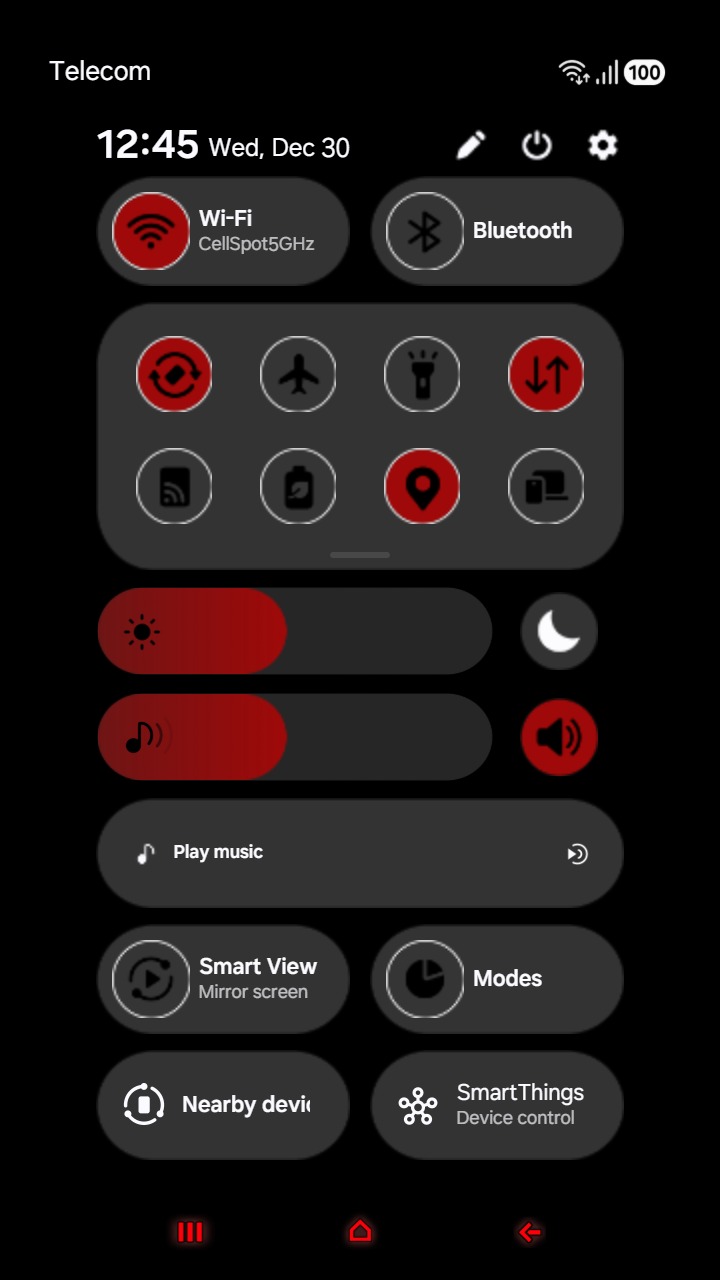 Telecom
100
12:45 Wed, Dec 30
Wi-Fi
CellSpot5GHz
Bluetooth
Play music
Smart View
Mirror screen
Modes
Nearby devi
SmartThings
Device control